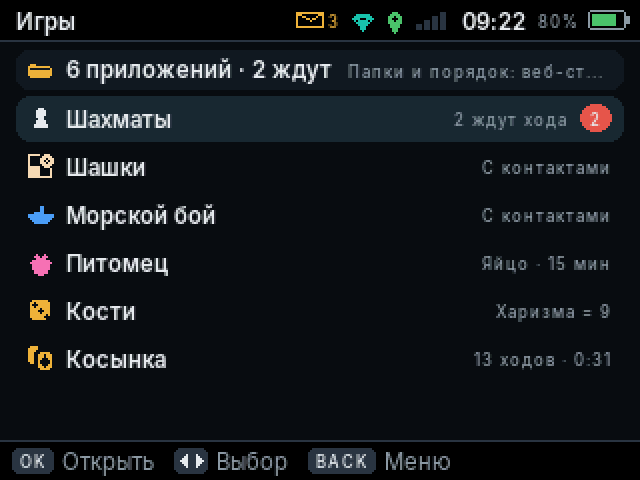 Игры 3 09:22 80%
6 приложений · 2 ждут Папки и порядок: веб-ст...
Шахматы 2 ждут хода 2
Шашки С контактами
Морской бой С контактами
Питомец Яйцо · 15 мин
Кости Харизма = 9
Косынка 13 ходов · 0:31
OK Открыть Выбор BACK Меню